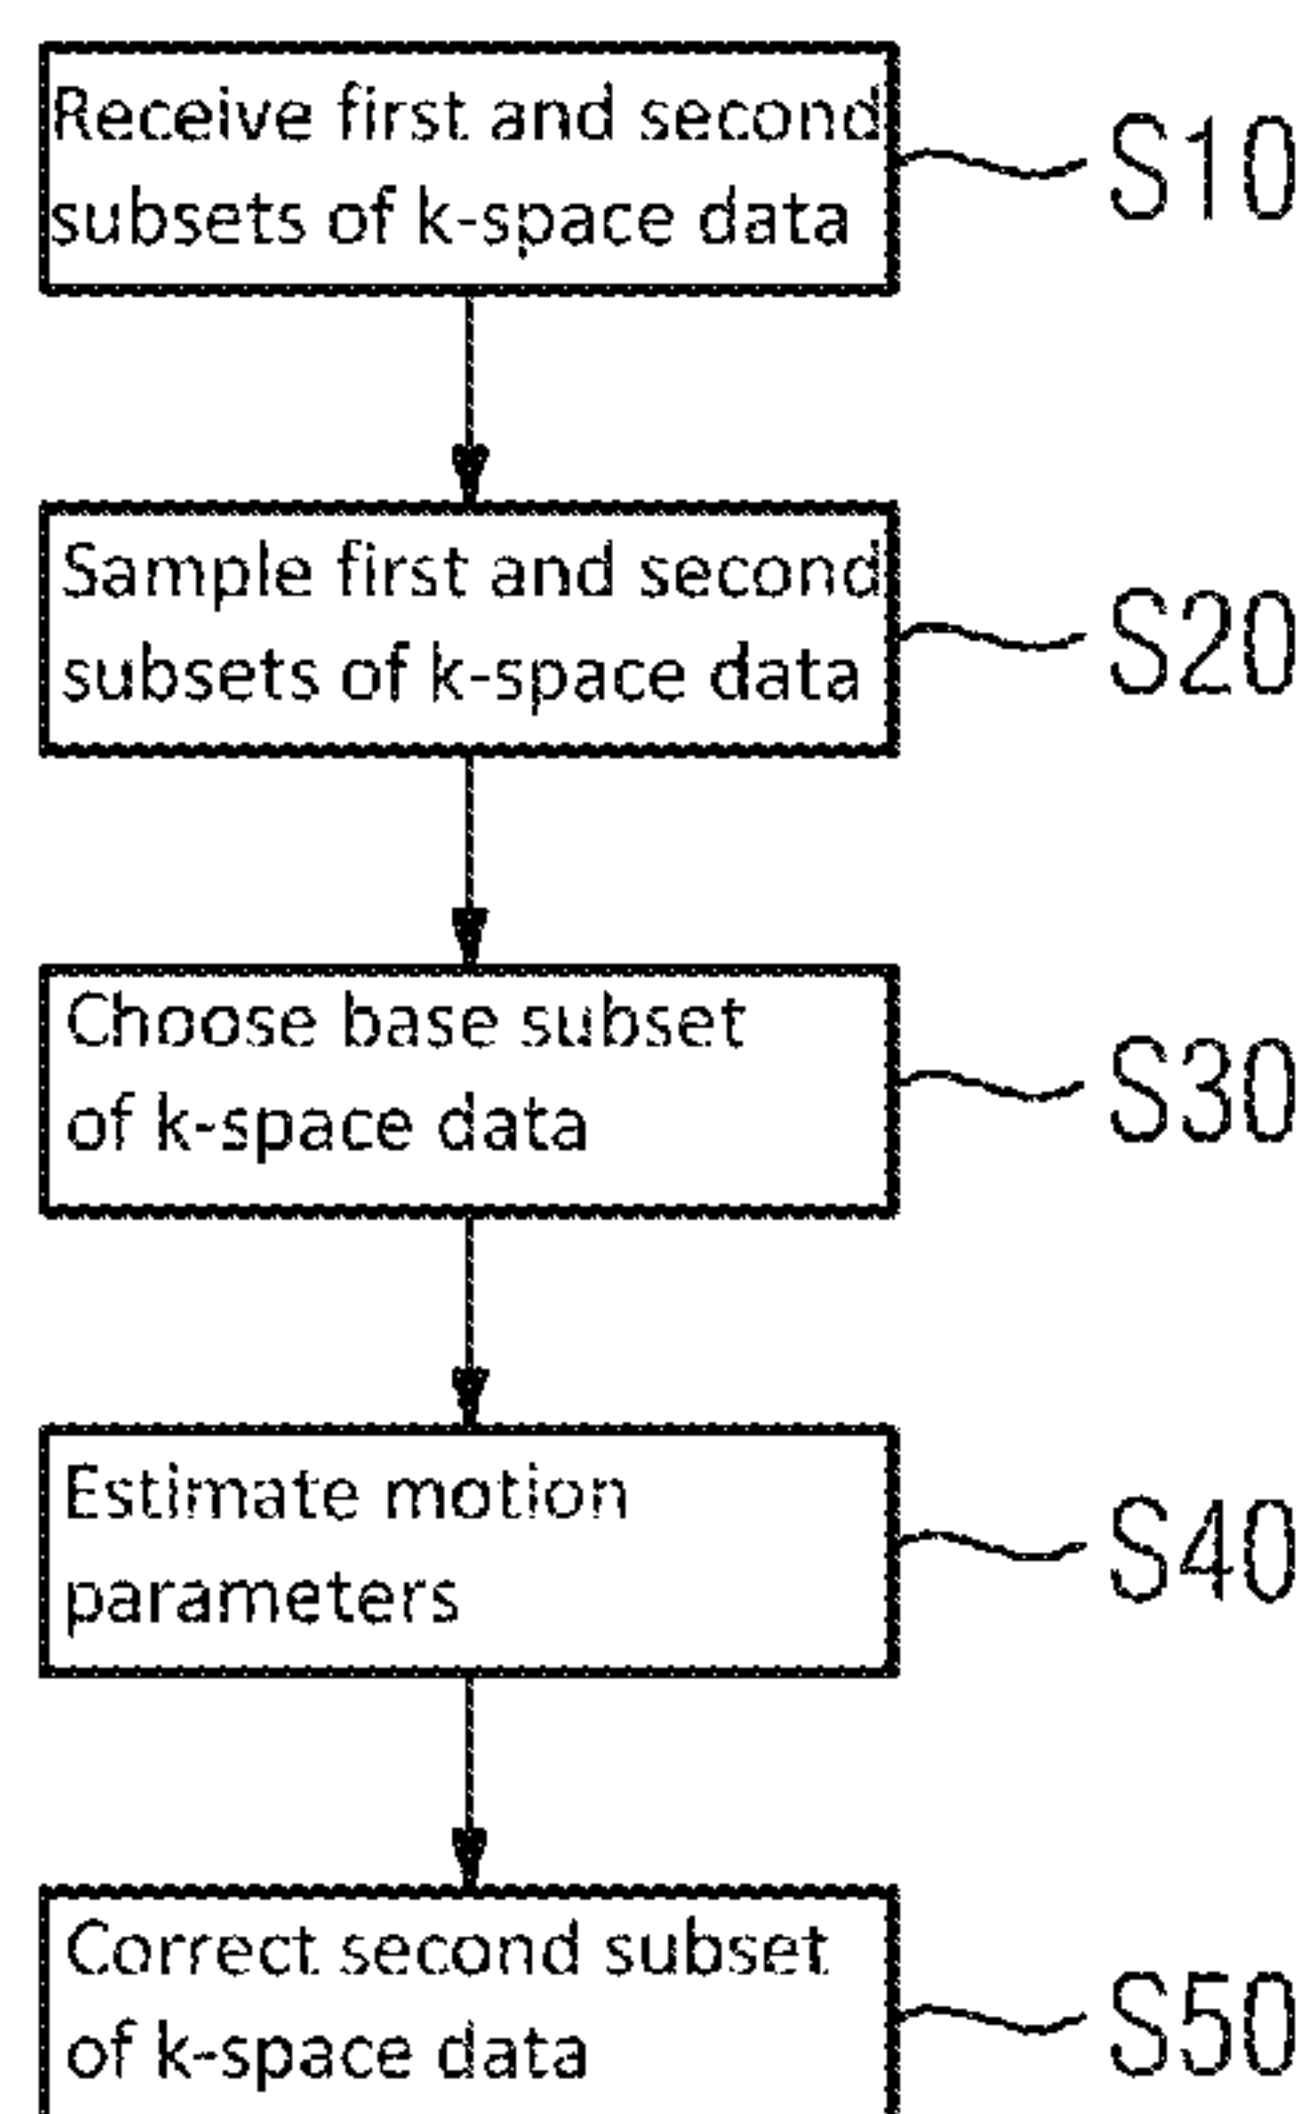 Receive first and second
subsets of k-space data
S10
Sample first and second
subsets of k-space data
S20
Choose base subset
of k-space data
S30
Estimate motion
parameters
S40
Correct second subset
of k-space data
S50